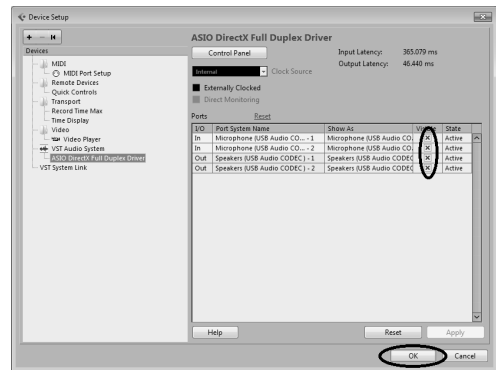 Device Setup
Devices
MIDI
MIDI Port Setup
Remote Devices
Quick Controls
Transport
Record Time Max
Time Display
Video
Video Player
VST Audio System
ASIO DirectX Full Duplex Driver
VST System Link
ASIO DirectX Full Duplex Driver
Control Panel Input Latency: 365.079 ms
Output Latency: 46.440 ms
Internal Clock Source
Externally Clocked
Direct Monitoring
Ports Reset
I/O Port System Name Show As State
In Microphone (USB Audio CO... - 1 Microphone (USB Audio CO. Active
In Microphone (USB Audio CO... - 2 Microphone (USB Audio CO. Active
Out Speakers (USB Audio CODEC ) - 1 Speakers (USB Audio CODEC Active
Out Speakers (USB Audio CODEC ) - 2 Speakers (USB Audio CODEC Active
Help Reset Apply
OK Cancel